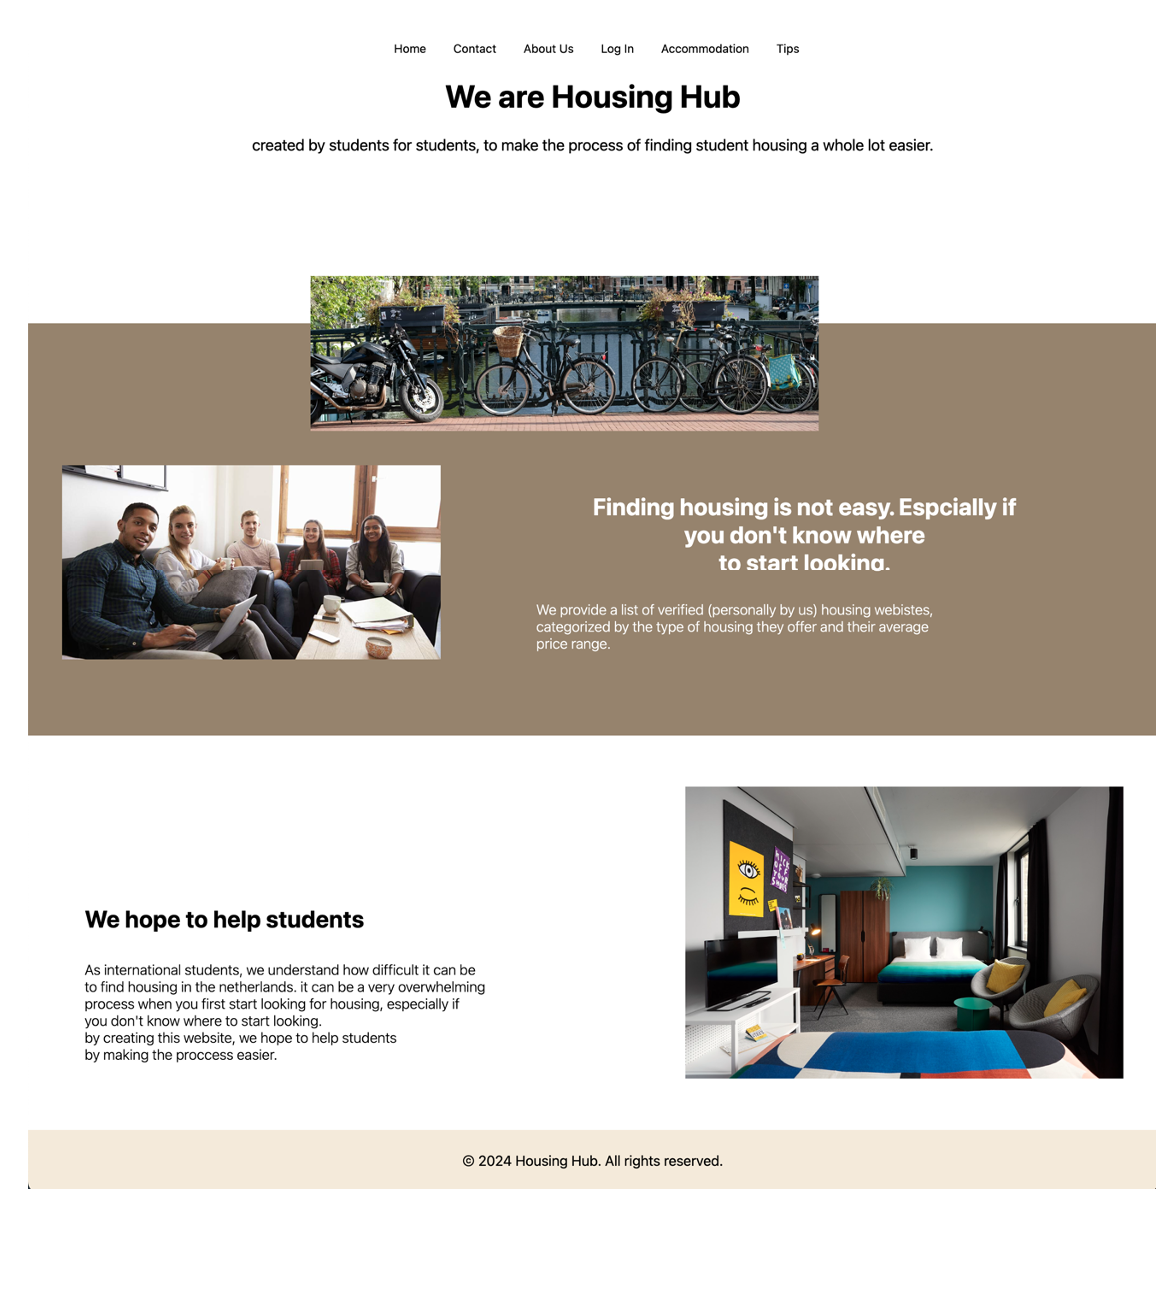 Home Contact About Us Log In Accommodation Tips
We are Housing Hub
created by students for students, to make the process of finding student housing a whole lot easier.
Finding housing is not easy. Espcially if
you don't know where
to start looking.
We provide a list of verified (personally by us) housing webistes,
categorized by the type of housing they offer and their average
price range.
We hope to help students
As international students, we understand how difficult it can be
to find housing in the netherlands. it can be a very overwhelming
process when you first start looking for housing, especially if
you don't know where to start looking.
by creating this website, we hope to help students
by making the proccess easier.
KICK
OFF
YOUR
SHOES
© 2024 Housing Hub. All rights reserved.